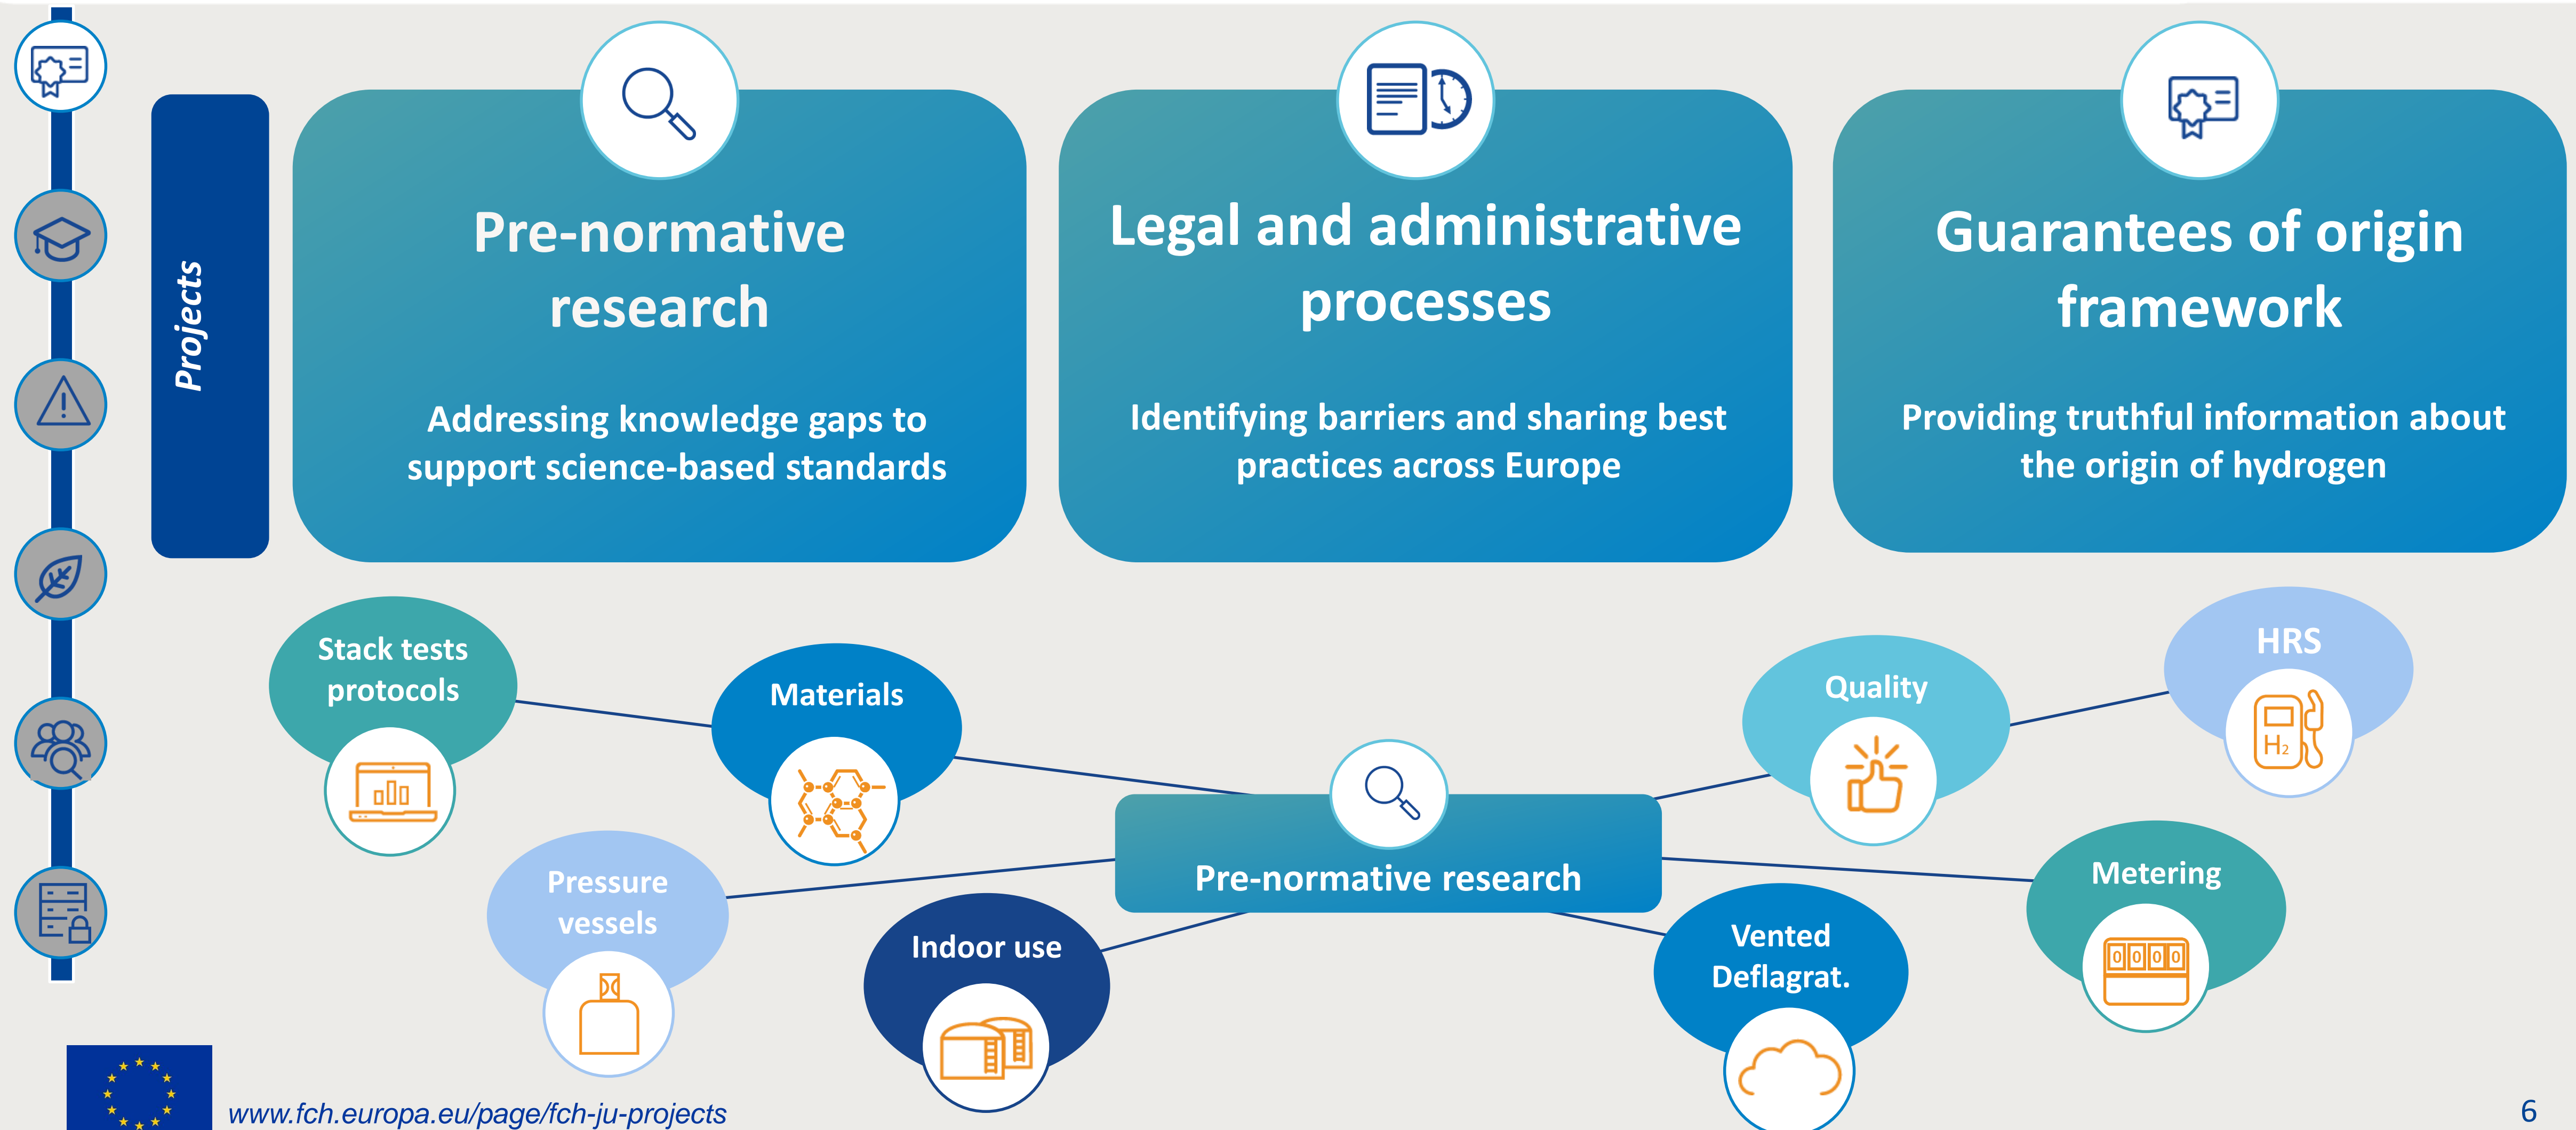 Projects
Pre-normative
research
Addressing knowledge gaps to
support science-based standards
Legal and administrative
processes
Identifying barriers and sharing best
practices across Europe
Guarantees of origin
framework
Providing truthful information about
the origin of hydrogen
Stack tests
protocols
Materials
Pressure
vessels
Indoor use
Pre-normative research
Quality
HRS
H₂
Metering
0000
Vented
Deflagrat.
www.fch.europa.eu/page/fch-ju-projects
6